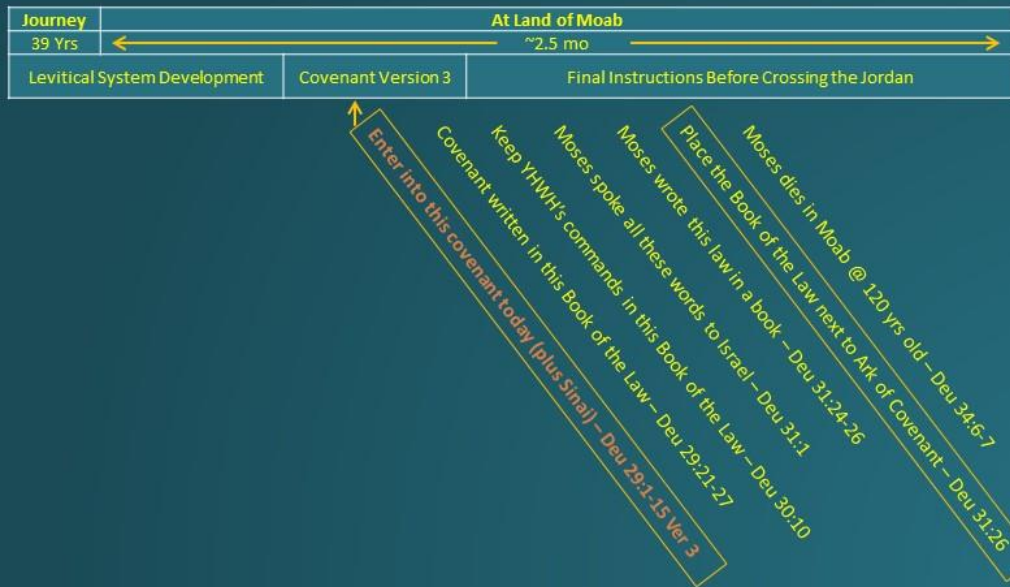 Journey
At Land of Moab
39 Yrs
~2.5 mo
Levitical System Development
Covenant Version 3
Final Instructions Before Crossing the Jordan
Enter into this covenant today (plus Sinai) – Deu 29:1-15 Ver 3
Covenant written in this Book of the Law – Deu 29:21-27
Keep YHWH's commands in this Book of the Law – Deu 30:10
Moses spoke all these words to Israel – Deu 31:1
Moses wrote this law in a book – Deu 31:24-26
Place the Book of the Law next to Ark of Covenant – Deu 31:26
Moses dies in Moab @ 120 yrs old – Deu 34:6-7